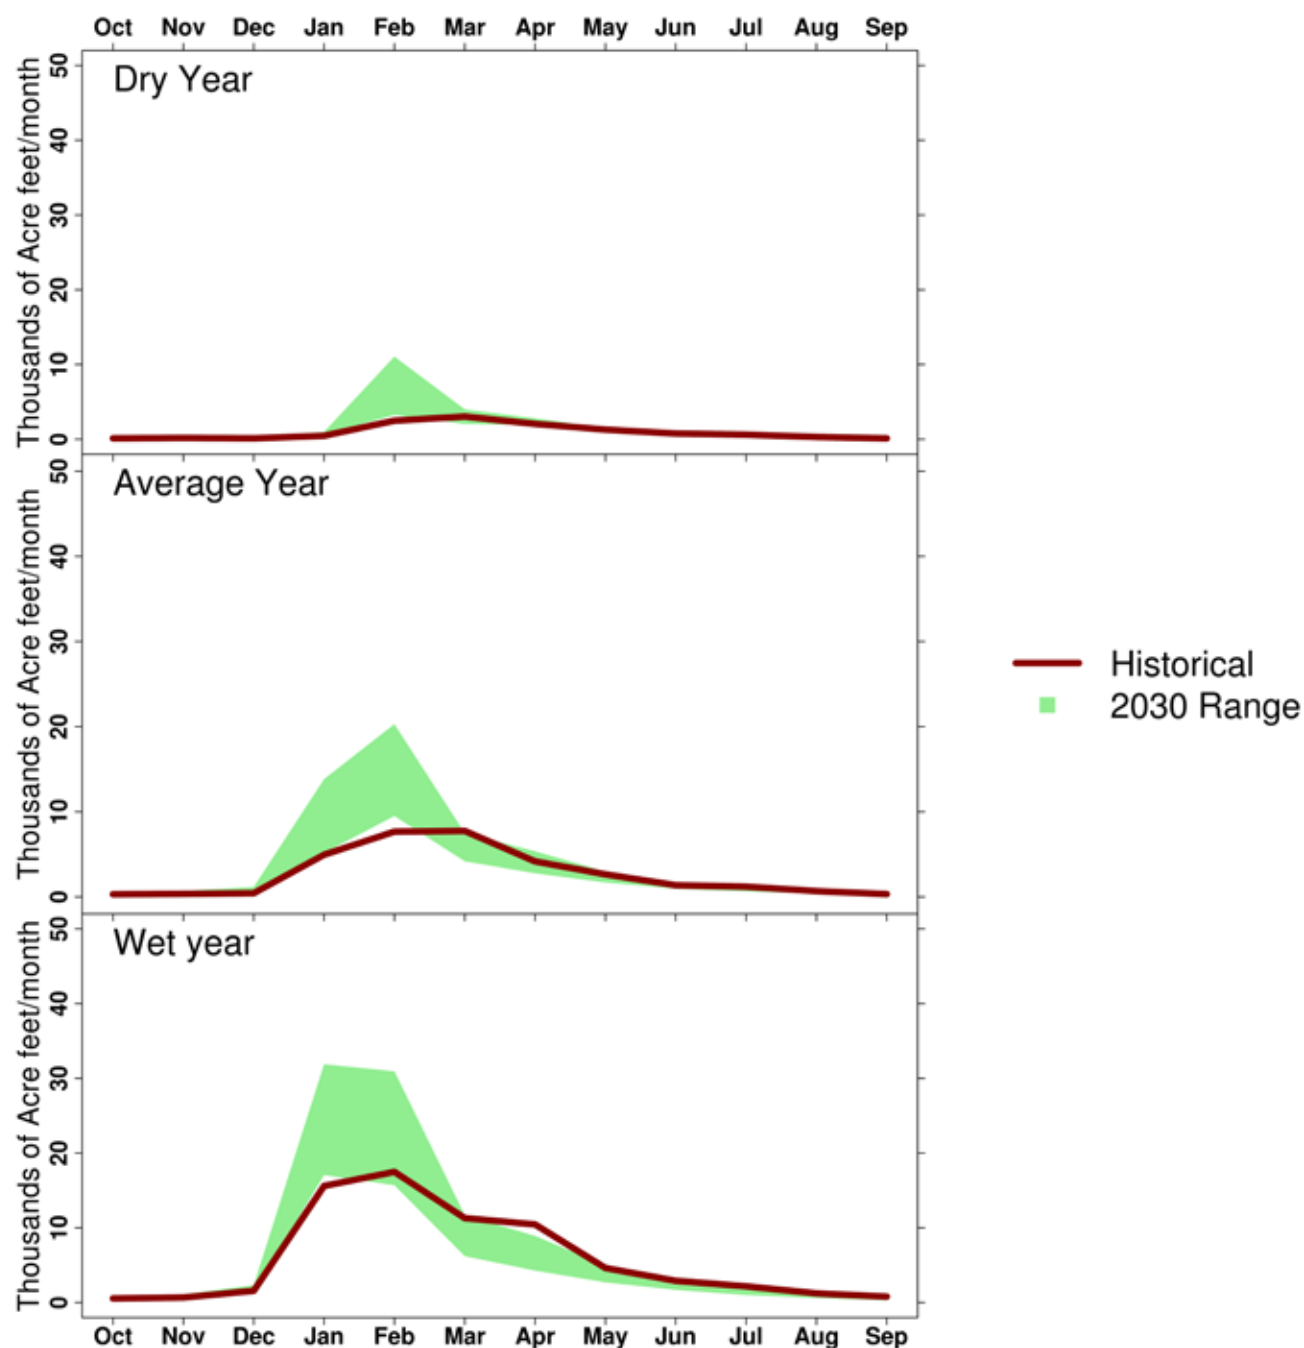 Oct Nov Dec Jan Feb Mar Apr May Jun Jul Aug Sep
Dry Year
Thousands of Acre feet/month
50
40
30
20
10
0
Average Year
Thousands of Acre feet/month
50
40
30
20
10
0
Wet year
Thousands of Acre feet/month
50
40
30
20
10
0
Oct Nov Dec Jan Feb Mar Apr May Jun Jul Aug Sep
Historical
2030 Range